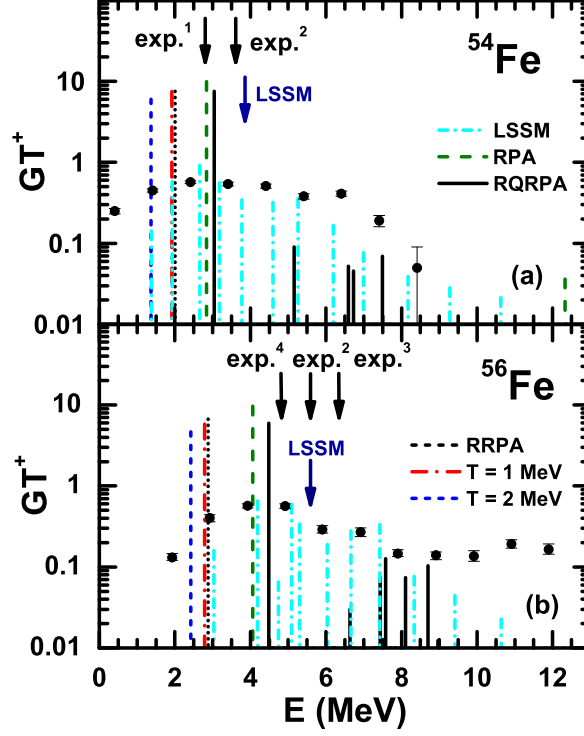 exp.¹ exp.² ⁵⁴Fe
LSSM
LSSM
RPA
RQRPA
(a)
GT⁺
10
1
0.1
0.01
exp.⁴ exp.² exp.³ ⁵⁶Fe
LSSM
RRPA
T = 1 MeV
T = 2 MeV
(b)
GT⁺
10
1
0.1
0.01
0 2 4 6 8 10 12
E (MeV)